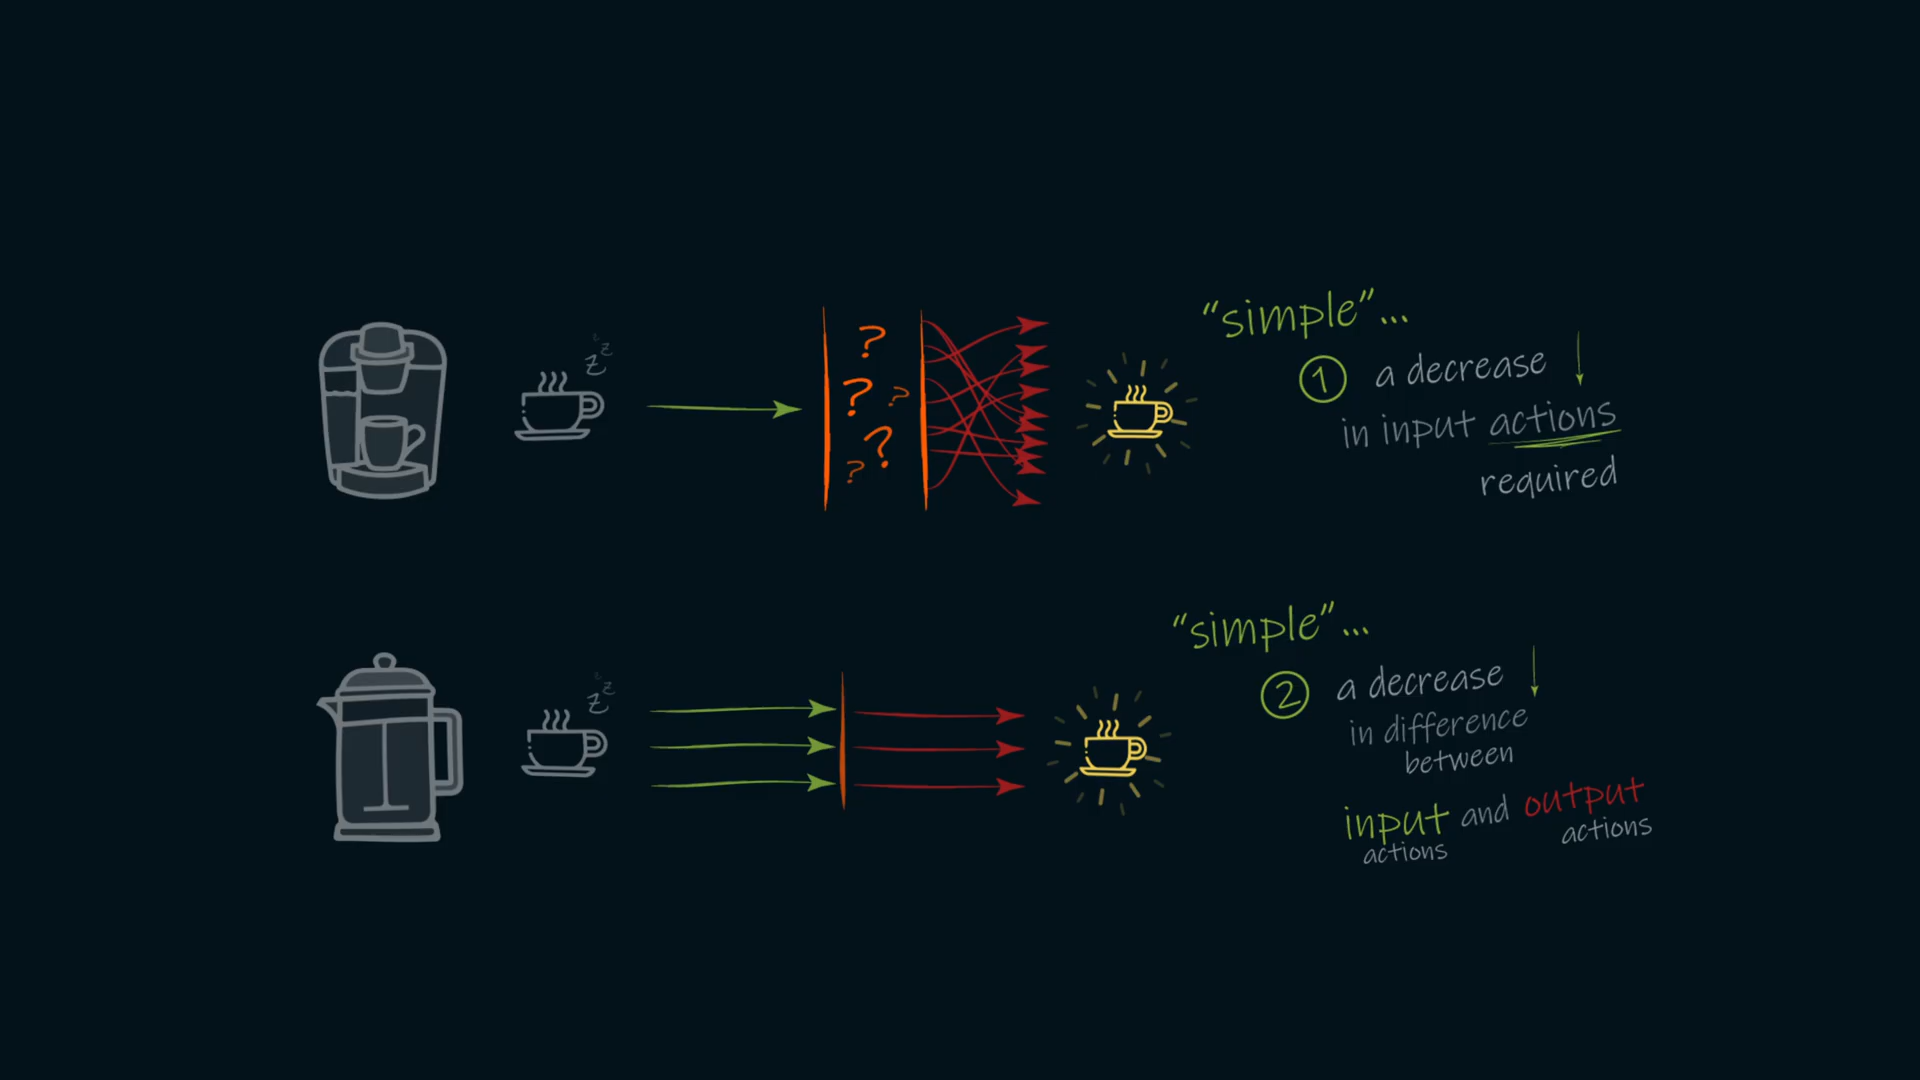 z z z
? ? ? ? ?
"simple"...
1 a decrease
in input actions
required
z z z
"simple"...
2 a decrease
in difference
between
input and output
actions actions